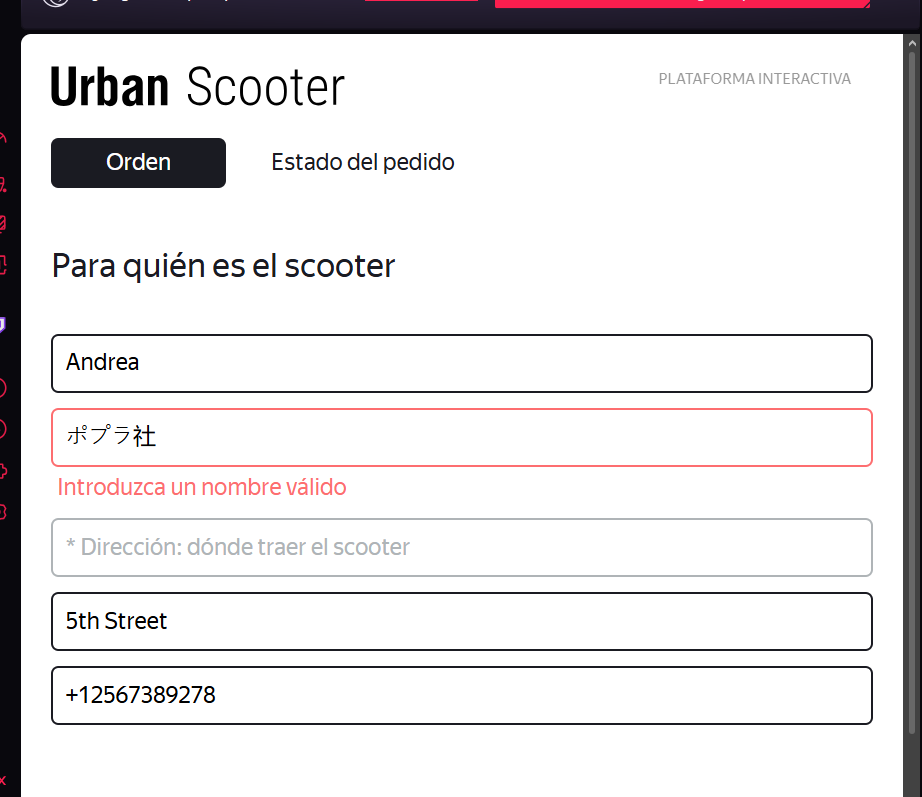 Urban Scooter
PLATAFORMA INTERACTIVA
Orden
Estado del pedido
Para quién es el scooter
Andrea
ポプラ社
Introduzca un nombre válido
* Dirección: dónde traer el scooter
5th Street
+12567389278